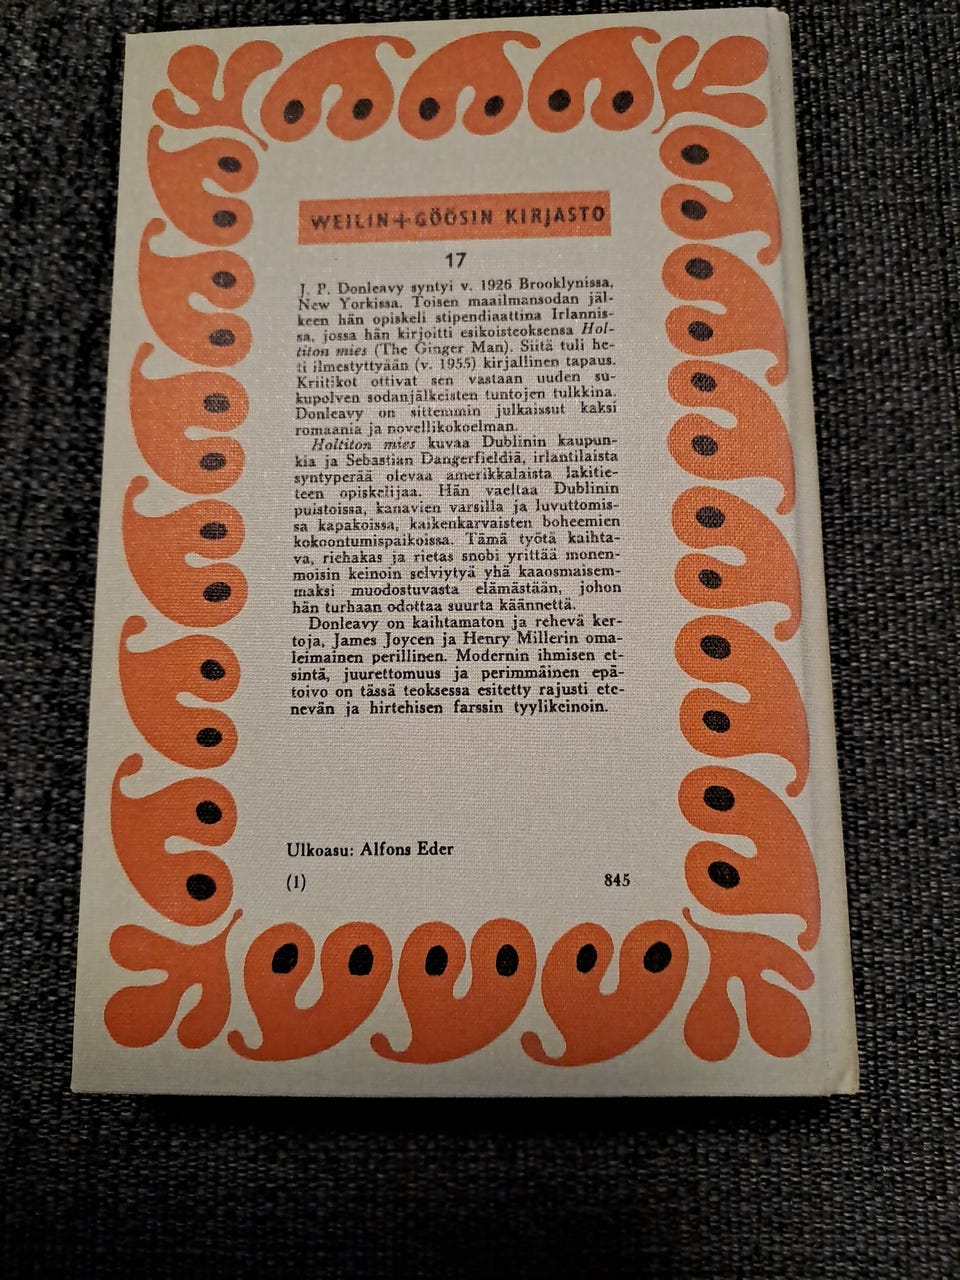 WEILIN+GÖÖSIN KIRJASTO
17
J. P. Donleavy syntyi v. 1926 Brooklynissa,
New Yorkissa. Toisen maailmansodan jäl-
keen hän opiskeli stipendiaattina Irlannis-
sa, jossa hän kirjoitti esikoisteoksensa Hol-
titon mies (The Ginger Man). Siitä tuli he-
ti ilmestyttyään (v. 1955) kirjallinen tapaus.
Kriitikot ottivat sen vastaan uuden su-
kupolven sodanjälkeisten tuntojen tulkkina.
Donleavy on sittemmin julkaissut kaksi
romaania ja novellikokoelman.
Holtiton mies kuvaa Dublinin kaupun-
kia ja Sebastian Dangerfieldiä, irlantilaista
syntyperää olevaa amerikkalaista lakitie-
teen opiskelijaa. Hän vaeltaa Dublinin
puistoissa, kanavien varsilla ja luvuttomis-
sa kapakoissa, kaikenkarvaisten boheemien
kokoontumispaikoissa. Tämä työtä kaihta-
va, riehakas ja rietas snobi yrittää monen-
moisin keinoin selviytyä yhä kaaosmaisem-
maksi muodostuvasta elämästään, johon
hän turhaan odottaa suurta käännettä.
Donleavy on kaihtamaton ja rehevä ker-
toja, James Joycen ja Henry Millerin oma-
leimainen perillinen. Modernin ihmisen et-
sintä, juurettomuus ja perimmäinen epä-
toivo on tässä teoksessa esitetty rajusti ete-
nevän ja hirtehisen farssin tyylikeinoin.
Ulkoasu: Alfons Eder
(1) 845